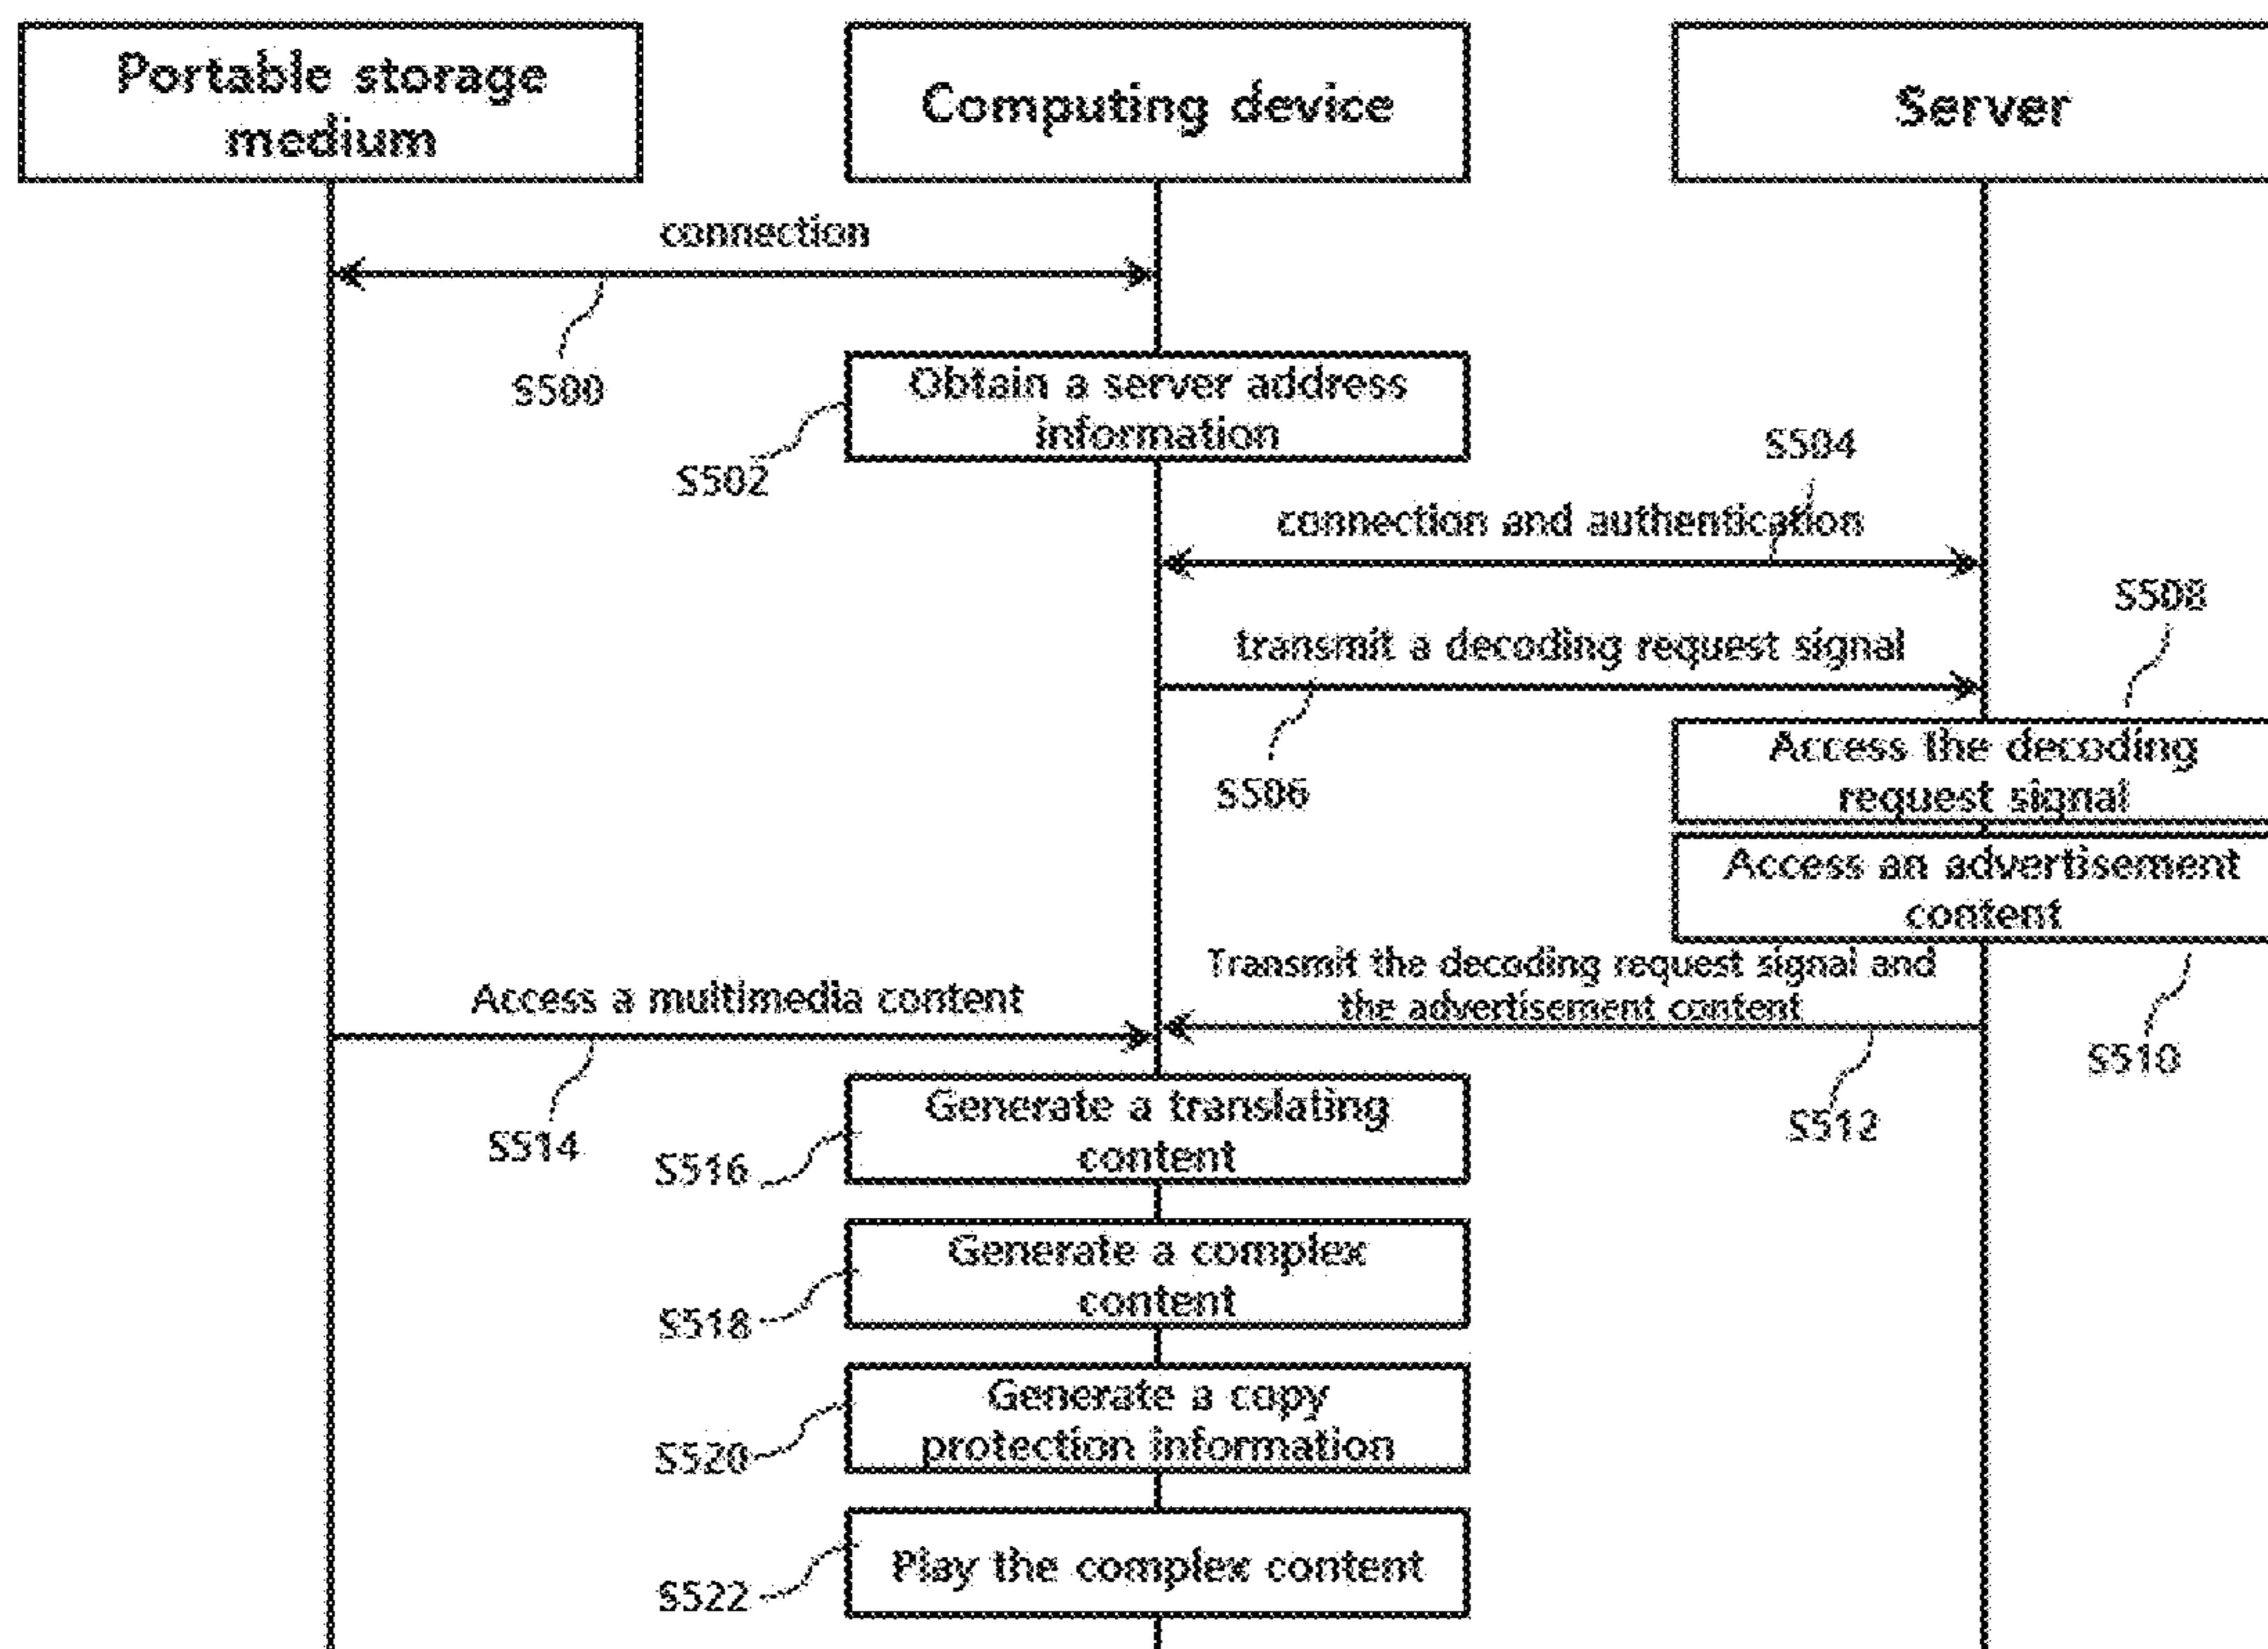 Portable storage
medium
Computing device
Server
connection
S500
Obtain a server address
information
S502
S504
connection and authentication
S508
transmit a decoding request signal
S506
Access the decoding
request signal
Access an advertisement
content
Transmit the decoding request signal and
the advertisement content
Access a multimedia content
S510
S512
S514
Generate a translating
content
S516
Generate a complex
content
S518
Generate a copy
protection information
S520
Play the complex content
S522